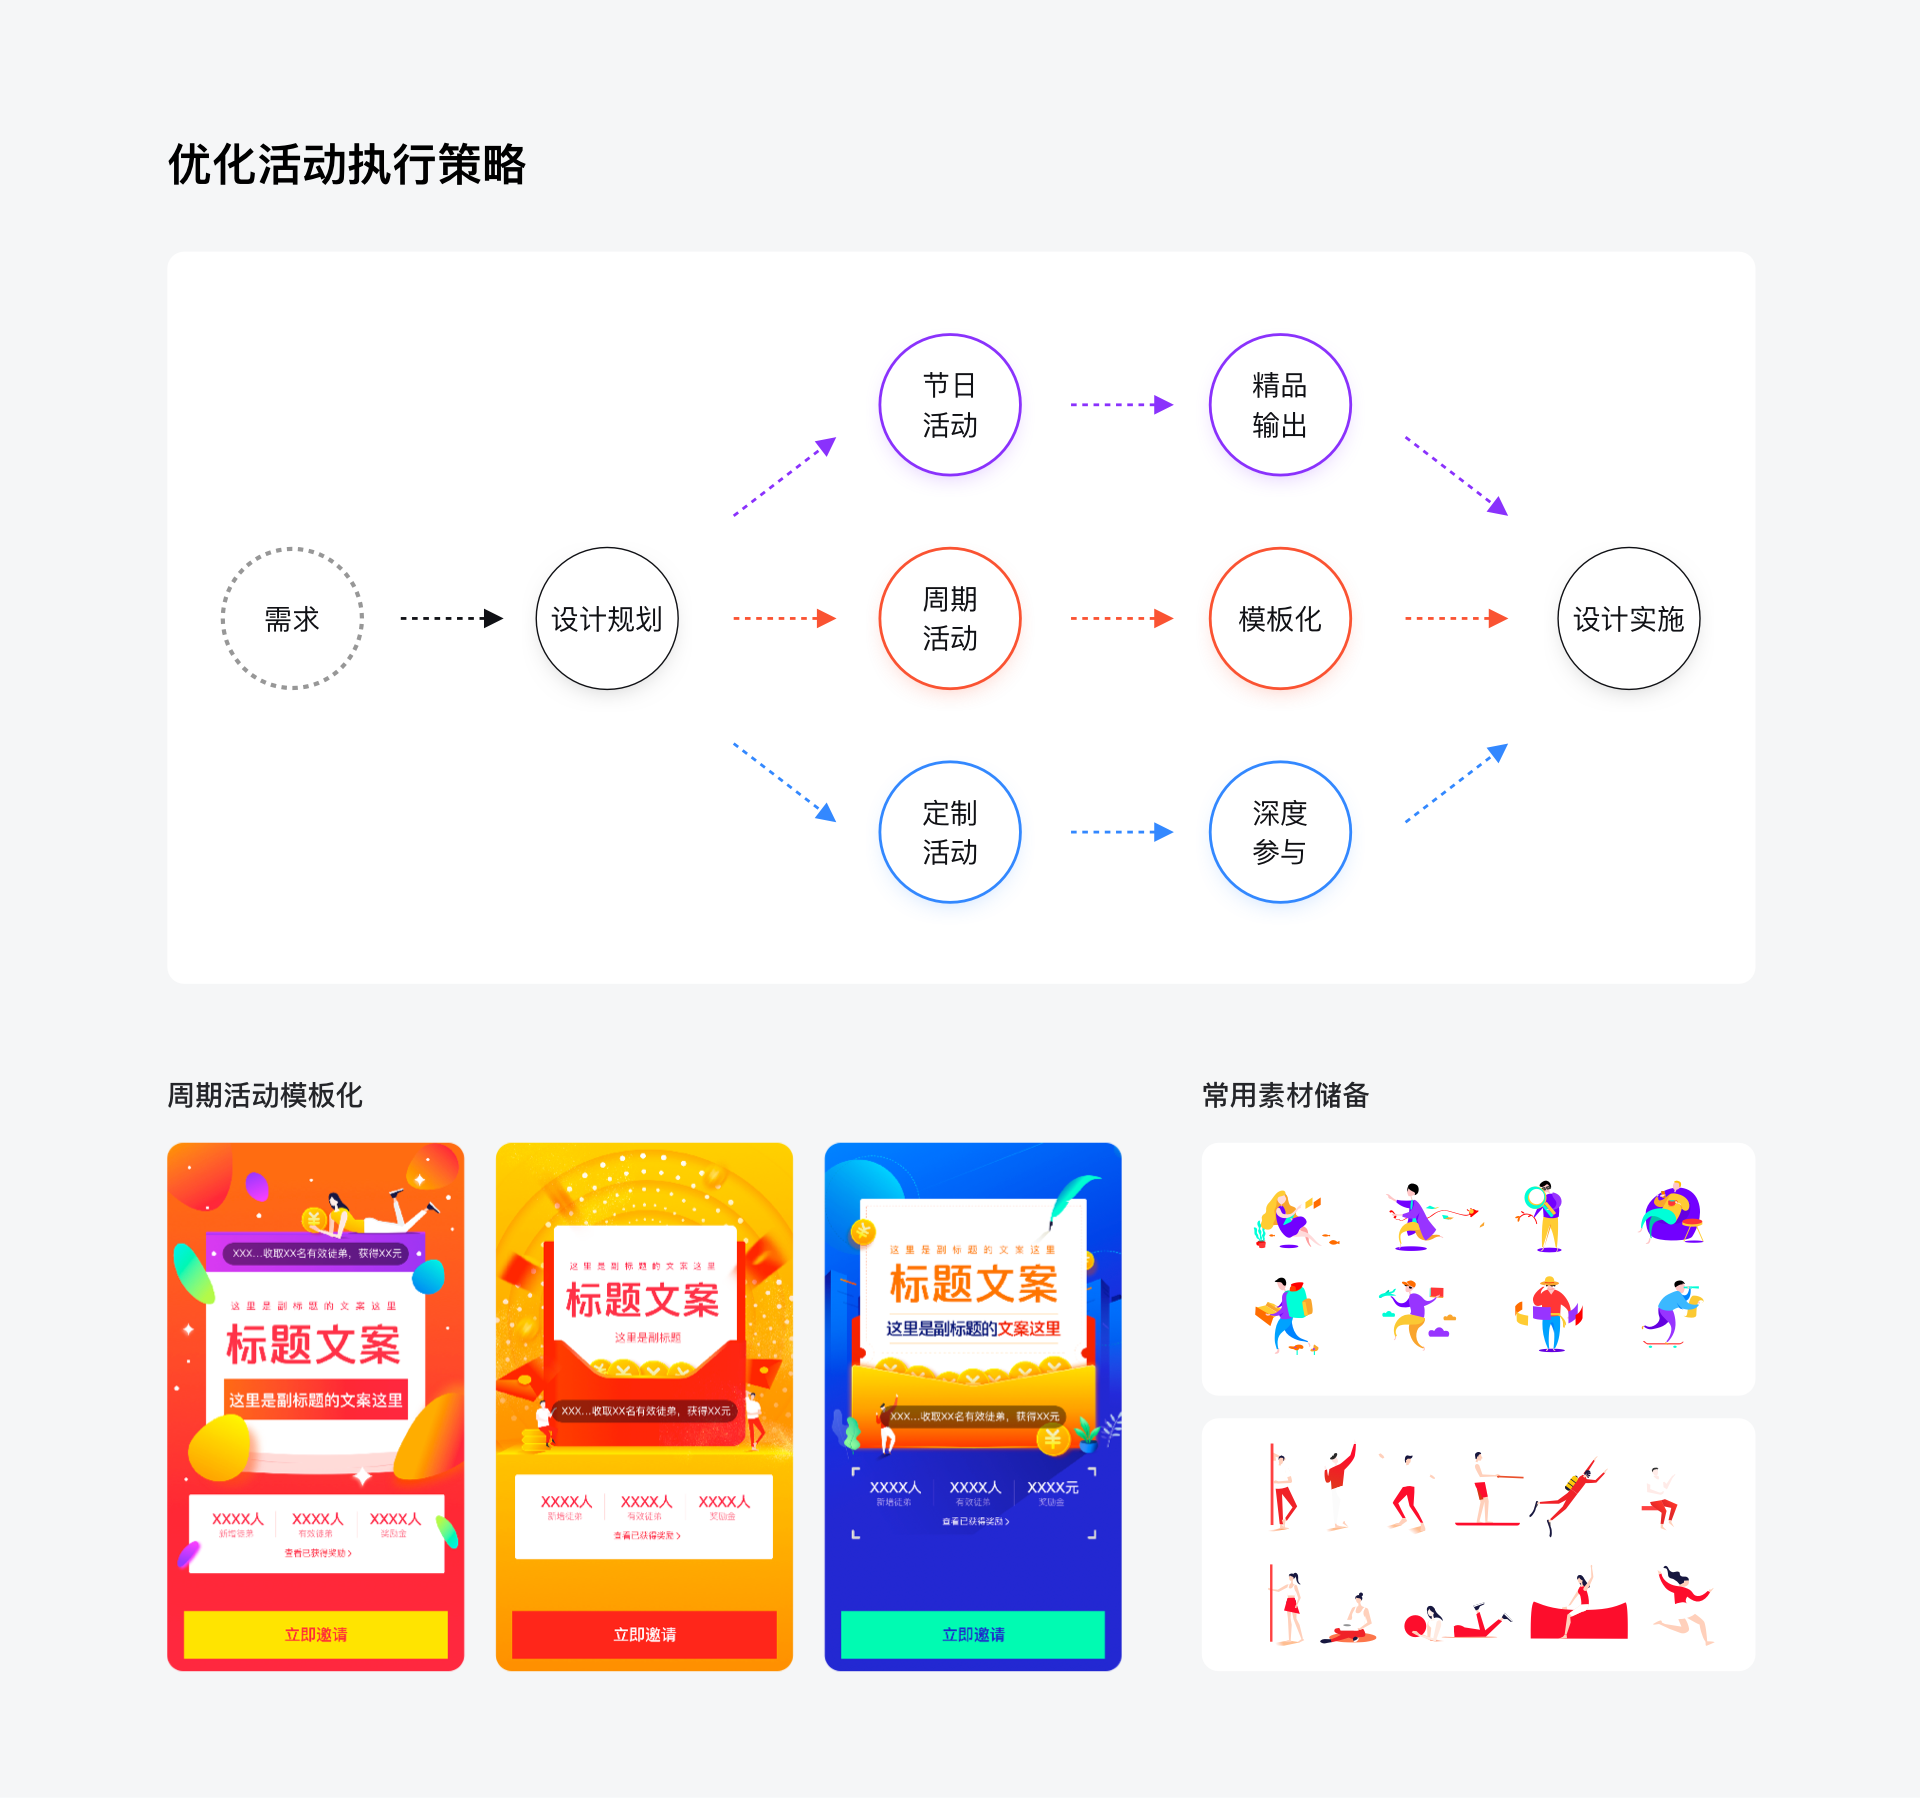 优化活动执行策略
节日
活动
精品
输出
需求
设计规划
周期
活动
模板化
设计实施
定制
活动
深度
参与
周期活动模板化
常用素材储备
XXX...收取XX名有效徒弟，获得XX元
这里是副标题的文案这里
标题文案
这里是副标题的文案这里
XXXX人 XXXX人 XXXX人
新增徒弟 有效徒弟 奖励金
查看已获得奖励>
立即邀请
这里是副标题的文案这里
标题文案
这里是副标题
XXX...收取XX名有效徒弟，获得XX元
XXXX人 XXXX人 XXXX人
新增徒弟 有效徒弟 奖励金
查看已获得奖励>
立即邀请
这里是副标题的文案这里
标题文案
这里是副标题的文案这里
XXX...收取XX名有效徒弟，获得XX元
XXXX人 XXXX人 XXXX元
新增徒弟 有效徒弟 奖励金
查看已获得奖励>
立即邀请